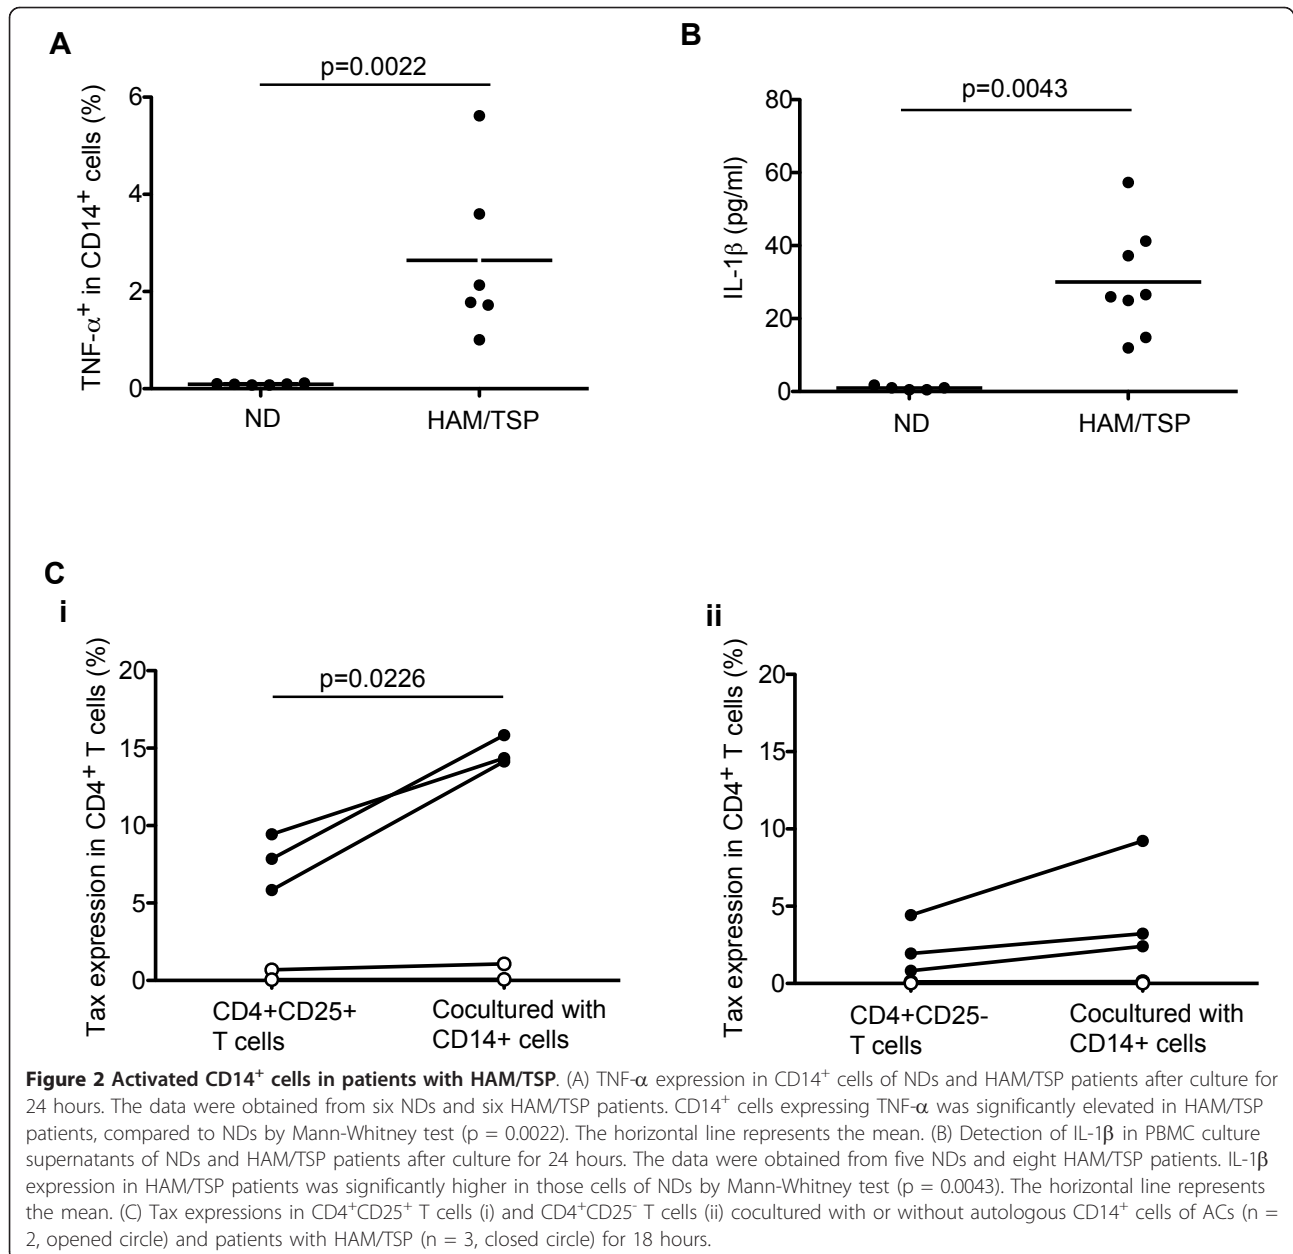 A
p=0.0022
TNF-α⁺ in CD14⁺ cells (%)
6
4
2
0
ND
HAM/TSP
B
p=0.0043
IL-1β (pg/ml)
80
60
40
20
0
ND
HAM/TSP
C
i
p=0.0226
Tax expression in CD4⁺ T cells (%)
20
15
10
5
0
CD4+CD25+
T cells
Cocultured with
CD14+ cells
ii
Tax expression in CD4⁺ T cells (%)
20
15
10
5
0
CD4+CD25-
T cells
Cocultured with
CD14+ cells
Figure 2 Activated CD14⁺ cells in patients with HAM/TSP. (A) TNF-α expression in CD14⁺ cells of NDs and HAM/TSP patients after culture for
24 hours. The data were obtained from six NDs and six HAM/TSP patients. CD14⁺ cells expressing TNF-α was significantly elevated in HAM/TSP
patients, compared to NDs by Mann-Whitney test (p = 0.0022). The horizontal line represents the mean. (B) Detection of IL-1β in PBMC culture
supernatants of NDs and HAM/TSP patients after culture for 24 hours. The data were obtained from five NDs and eight HAM/TSP patients. IL-1β
expression in HAM/TSP patients was significantly higher in those cells of NDs by Mann-Whitney test (p = 0.0043). The horizontal line represents
the mean. (C) Tax expressions in CD4⁺CD25⁺ T cells (i) and CD4⁺CD25⁻ T cells (ii) cocultured with or without autologous CD14⁺ cells of ACs (n =
2, opened circle) and patients with HAM/TSP (n = 3, closed circle) for 18 hours.